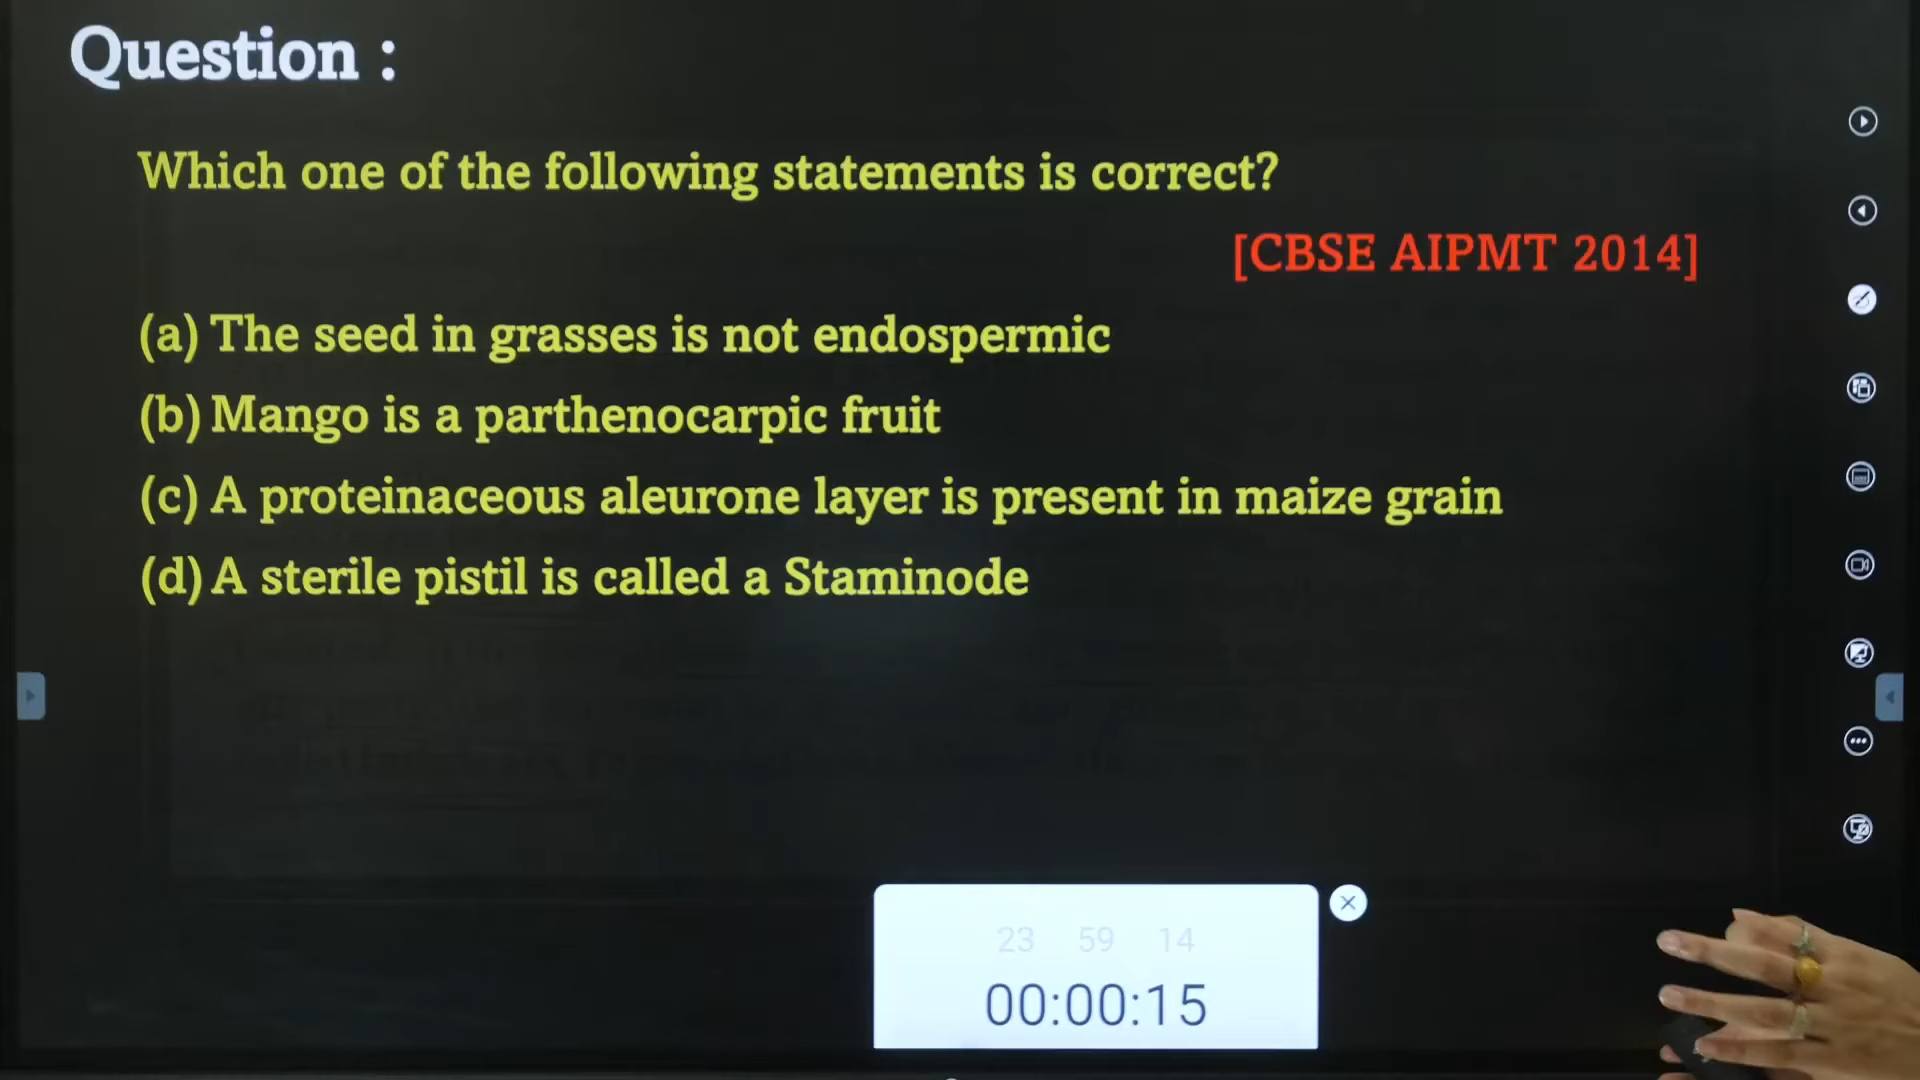 Question :
Which one of the following statements is correct?
[CBSE AIPMT 2014]
(a) The seed in grasses is not endospermic
(b) Mango is a parthenocarpic fruit
(c) A proteinaceous aleurone layer is present in maize grain
(d) A sterile pistil is called a Staminode
23 59 14
00:00:15